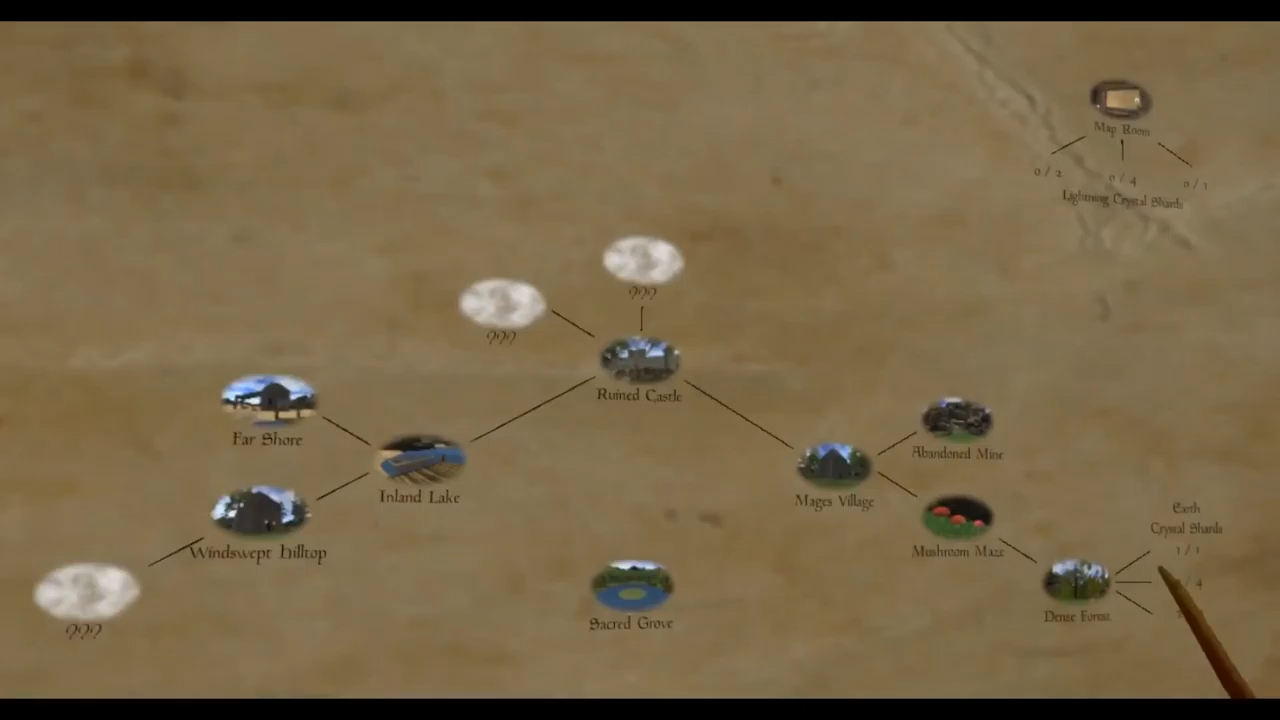 Map Room
0 / 2
0 / 4
0 / 1
Lightning Crystal Shards
???
???
Ruined Castle
Far Shore
Inland Lake
Abandoned Mine
Mages Village
Windswept Hilltop
Mushroom Maze
Earth
Crystal Shards
1 / 1
/ 4
Dense Forest
Sacred Grove
???